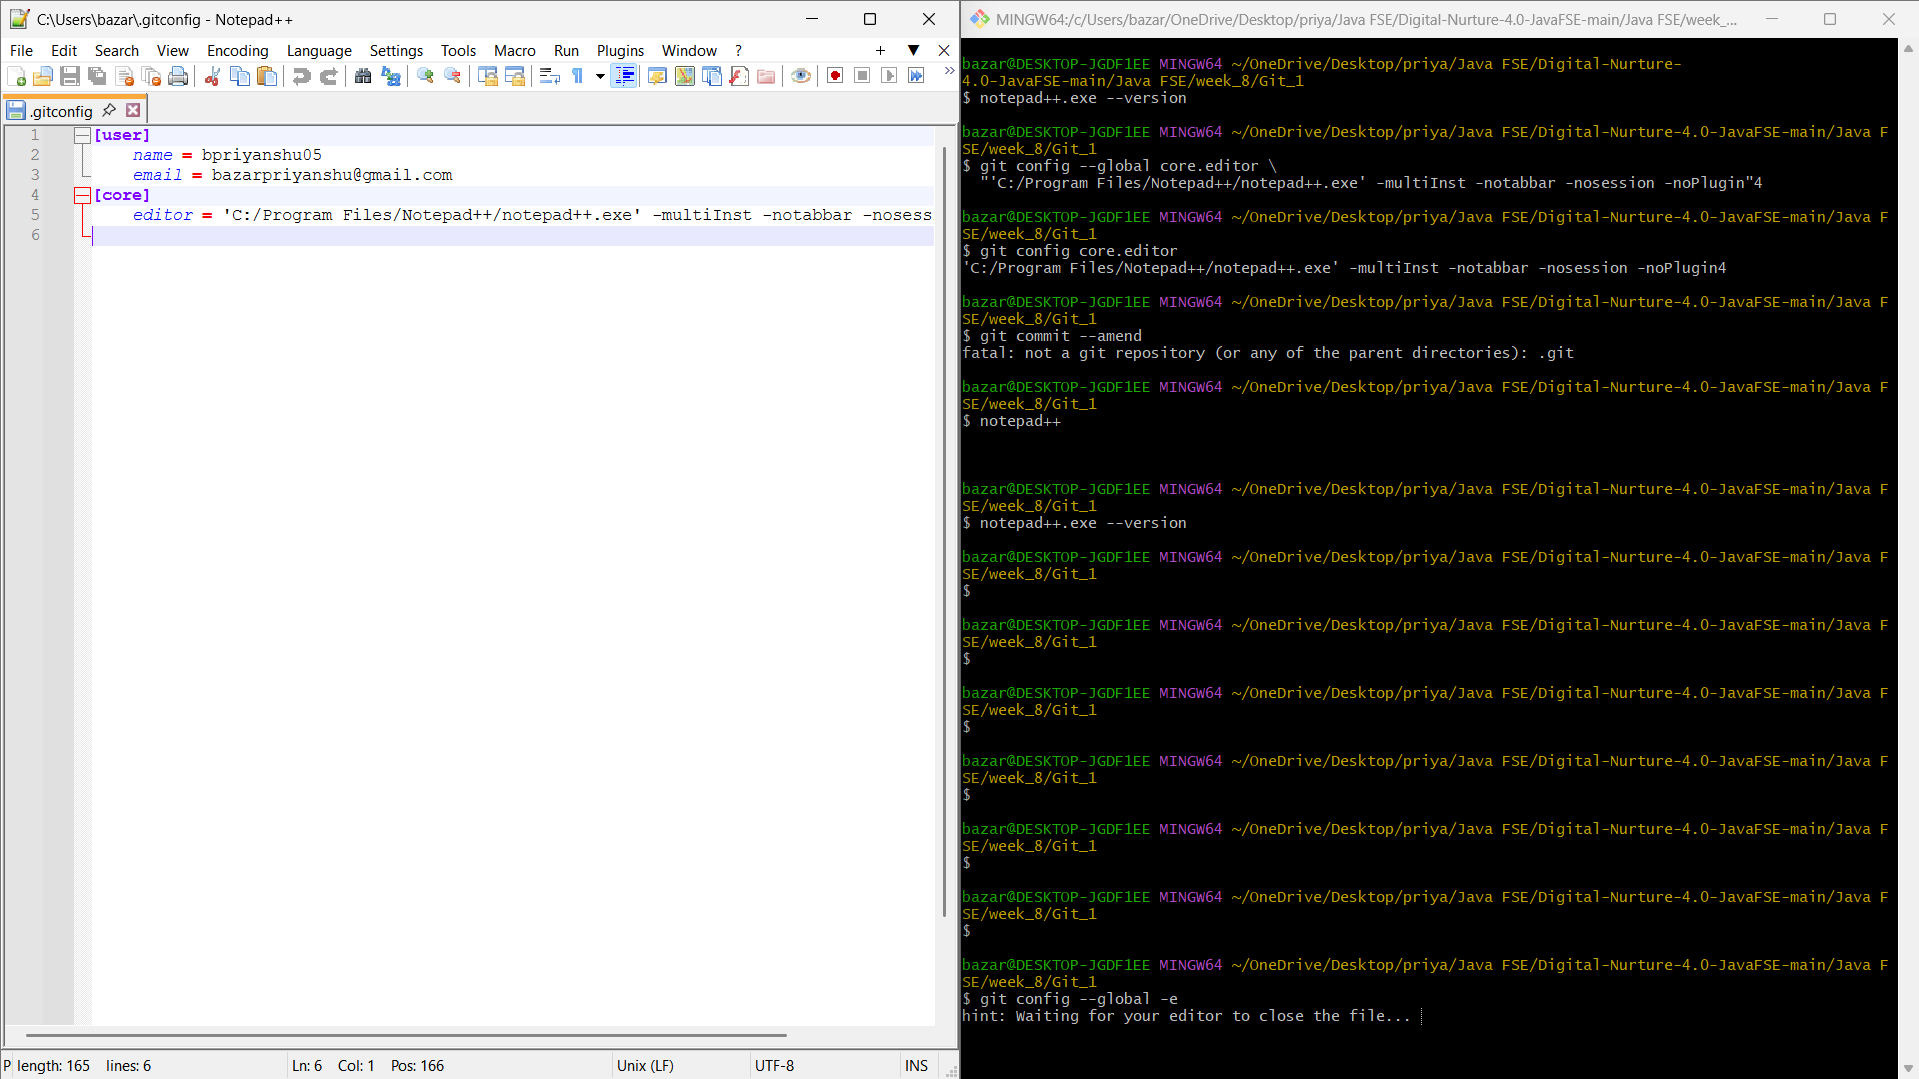 C:\Users\bazar\.gitconfig - Notepad++
File Edit Search View Encoding Language Settings Tools Macro Run Plugins Window ?
.gitconfig
1 [user]
2 name = bpriyanshu05
3 email = bazarpriyanshu@gmail.com
4 [core]
5 editor = 'C:/Program Files/Notepad++/notepad++.exe' -multiInst -notabbar -nosess
6
P length: 165 lines: 6 Ln: 6 Col: 1 Pos: 166 Unix (LF) UTF-8 INS
MINGW64:/c/Users/bazar/OneDrive/Desktop/priya/Java FSE/Digital-Nurture-4.0-JavaFSE-main/Java FSE/week_...
bazar@DESKTOP-JGDF1EE MINGW64 ~/OneDrive/Desktop/priya/Java FSE/Digital-Nurture-
4.0-JavaFSE-main/Java FSE/week_8/Git_1
$ notepad++.exe --version
bazar@DESKTOP-JGDF1EE MINGW64 ~/OneDrive/Desktop/priya/Java FSE/Digital-Nurture-4.0-JavaFSE-main/Java F
SE/week_8/Git_1
$ git config --global core.editor \
"'C:/Program Files/Notepad++/notepad++.exe' -multiInst -notabbar -nosession -noPlugin"4
bazar@DESKTOP-JGDF1EE MINGW64 ~/OneDrive/Desktop/priya/Java FSE/Digital-Nurture-4.0-JavaFSE-main/Java F
SE/week_8/Git_1
$ git config core.editor
'C:/Program Files/Notepad++/notepad++.exe' -multiInst -notabbar -nosession -noPlugin4
bazar@DESKTOP-JGDF1EE MINGW64 ~/OneDrive/Desktop/priya/Java FSE/Digital-Nurture-4.0-JavaFSE-main/Java F
SE/week_8/Git_1
$ git commit --amend
fatal: not a git repository (or any of the parent directories): .git
bazar@DESKTOP-JGDF1EE MINGW64 ~/OneDrive/Desktop/priya/Java FSE/Digital-Nurture-4.0-JavaFSE-main/Java F
SE/week_8/Git_1
$ notepad++
bazar@DESKTOP-JGDF1EE MINGW64 ~/OneDrive/Desktop/priya/Java FSE/Digital-Nurture-4.0-JavaFSE-main/Java F
SE/week_8/Git_1
$ notepad++.exe --version
bazar@DESKTOP-JGDF1EE MINGW64 ~/OneDrive/Desktop/priya/Java FSE/Digital-Nurture-4.0-JavaFSE-main/Java F
SE/week_8/Git_1
$
bazar@DESKTOP-JGDF1EE MINGW64 ~/OneDrive/Desktop/priya/Java FSE/Digital-Nurture-4.0-JavaFSE-main/Java F
SE/week_8/Git_1
$
bazar@DESKTOP-JGDF1EE MINGW64 ~/OneDrive/Desktop/priya/Java FSE/Digital-Nurture-4.0-JavaFSE-main/Java F
SE/week_8/Git_1
$
bazar@DESKTOP-JGDF1EE MINGW64 ~/OneDrive/Desktop/priya/Java FSE/Digital-Nurture-4.0-JavaFSE-main/Java F
SE/week_8/Git_1
$
bazar@DESKTOP-JGDF1EE MINGW64 ~/OneDrive/Desktop/priya/Java FSE/Digital-Nurture-4.0-JavaFSE-main/Java F
SE/week_8/Git_1
$
bazar@DESKTOP-JGDF1EE MINGW64 ~/OneDrive/Desktop/priya/Java FSE/Digital-Nurture-4.0-JavaFSE-main/Java F
SE/week_8/Git_1
$
bazar@DESKTOP-JGDF1EE MINGW64 ~/OneDrive/Desktop/priya/Java FSE/Digital-Nurture-4.0-JavaFSE-main/Java F
SE/week_8/Git_1
$ git config --global -e
hint: Waiting for your editor to close the file...